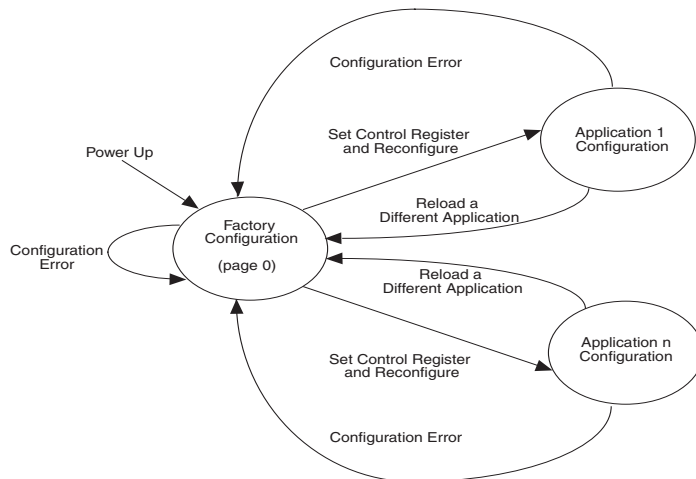 Configuration Error
Set Control Register
and Reconfigure
Application 1
Configuration
Power Up
Reload a
Different Application
Factory
Configuration
(page 0)
Configuration
Error
Reload a
Different Application
Set Control Register
and Reconfigure
Application n
Configuration
Configuration Error